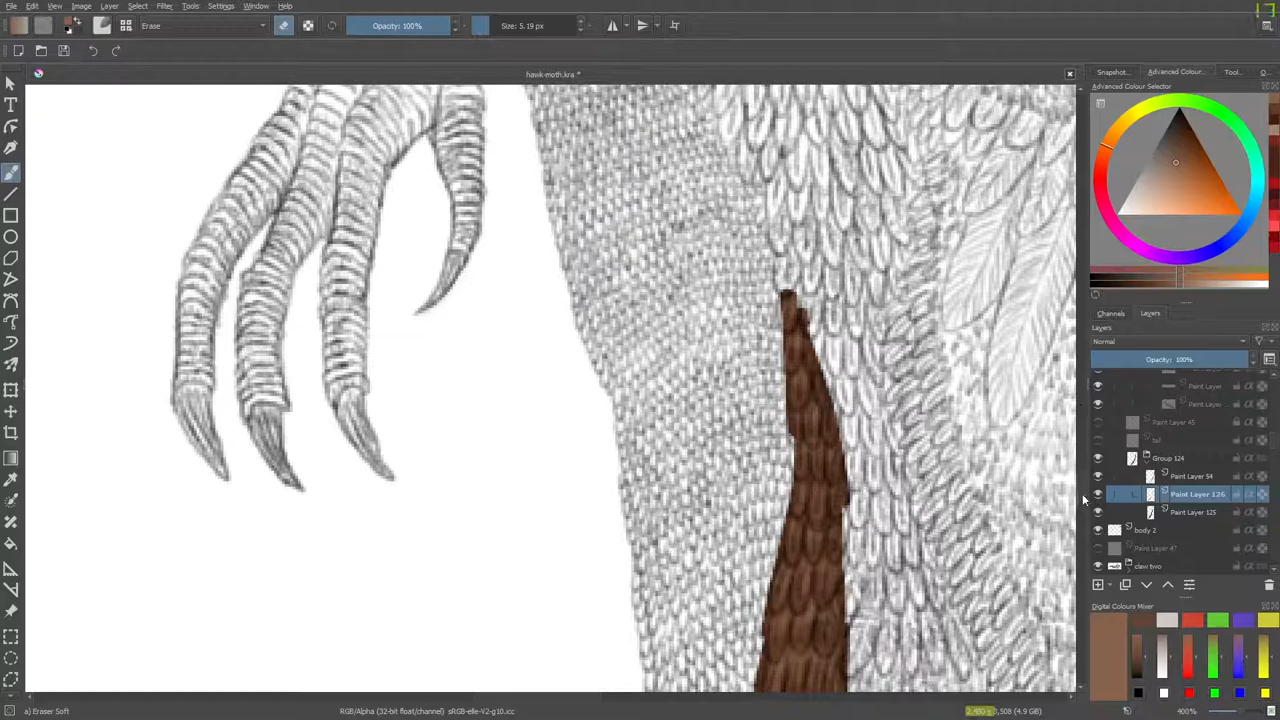 File Edit View Image Layer Select Filter Tools Settings Window Help
Erase Opacity: 100% Size: 5.19 px
hawk-moth.kra *
Snapshot... Advanced Colour... Tool... O...
Advanced Colour Selector
Channels Layers
Layers
Normal
Opacity: 100%
Paint Layer
Paint Layer
Paint Layer 45
tail
Group 124
Paint Layer 54
Paint Layer 126
Paint Layer 125
body 2
Paint Layer 47
claw two
Digital Colours Mixer
a) Eraser Soft RGB/Alpha (32-bit float/channel) sRGB-elle-V2-g10.icc (4.9 GiB) 400%